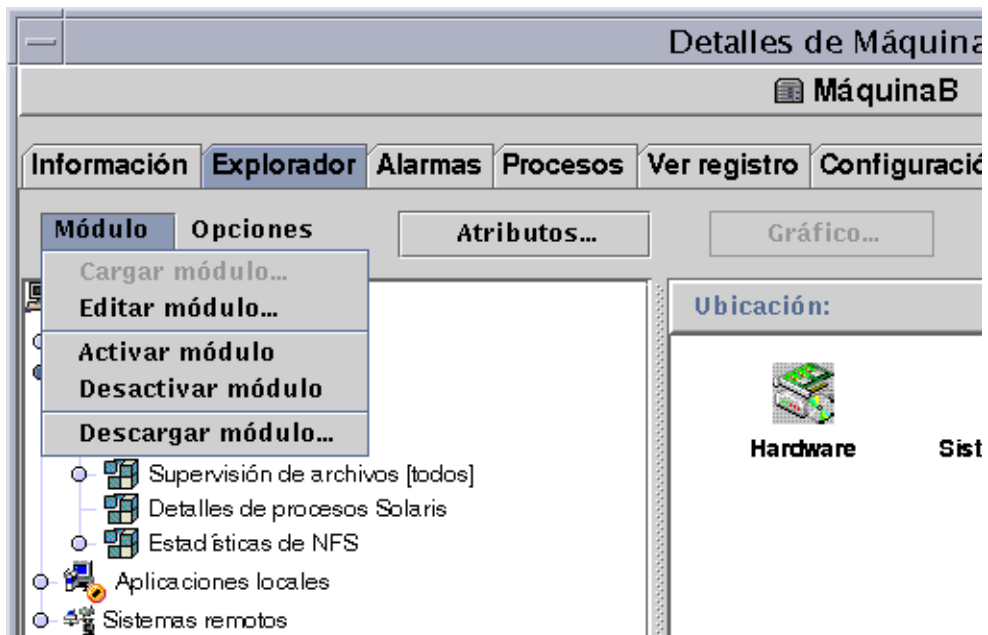 Detalles de Máquina
MáquinaB
Información Explorador Alarmas Procesos Ver registro Configuració
Módulo Opciones Atributos... Gráfico...
Cargar módulo...
Editar módulo...
Ubicación:
Activar módulo
Desactivar módulo
Descargar módulo...
Hardware Sist
Supervisión de archivos [todos]
Detalles de procesos Solaris
Estadísticas de NFS
Aplicaciones locales
Sistemas remotos